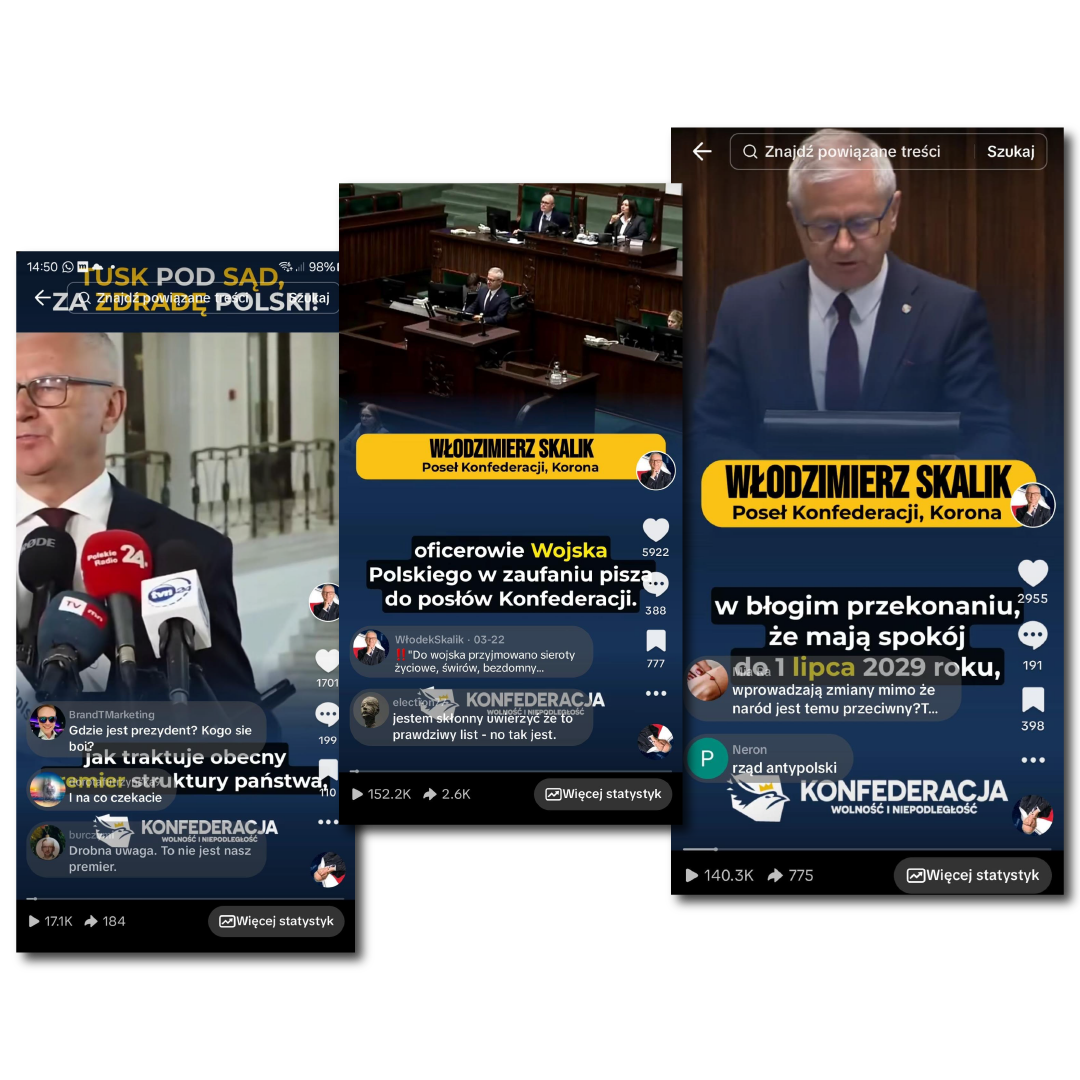 14:50
98%
TUSK POD SĄD,
Znajdź powiązane treści
Szukaj
ZA ZDRADĘ POLSKI!
RØDE
Polskie
Radio 24
TV
tvn
1701
BrandTMarketing
199
Gdzie jest prezydent? Kogo sie
boi?
jak traktuje obecny
premier struktury państwa,
I na co czekacie
110
KONFEDERACJA
WOLNOŚĆ I NIEPODLEGŁOŚĆ
Drobna uwaga. To nie jest nasz
premier.
17.1K
184
Więcej statystyk
WŁODZIMIERZ SKALIK
Poseł Konfederacji, Korona
5922
oficerowie Wojska
Polskiego w zaufaniu piszą
do posłów Konfederacji.
388
WłodekSkalik · 03-22
‼️"Do wojska przyjmowano sieroty
życiowe, świrów, bezdomny...
777
KONFEDERACJA
WOLNOŚĆ I NIEPODLEGŁOŚĆ
jestem skłonny uwierzyć że to
prawdziwy list - no tak jest.
152.2K
2.6K
Więcej statystyk
Znajdź powiązane treści
Szukaj
WŁODZIMIERZ SKALIK
Poseł Konfederacji, Korona
2955
w błogim przekonaniu,
że mają spokój
do 1 lipca 2029 roku,
191
wprowadzają zmiany mimo że
naród jest temu przeciwny?T...
398
P
Neron
rząd antypolski
KONFEDERACJA
WOLNOŚĆ I NIEPODLEGŁOŚĆ
140.3K
775
Więcej statystyk